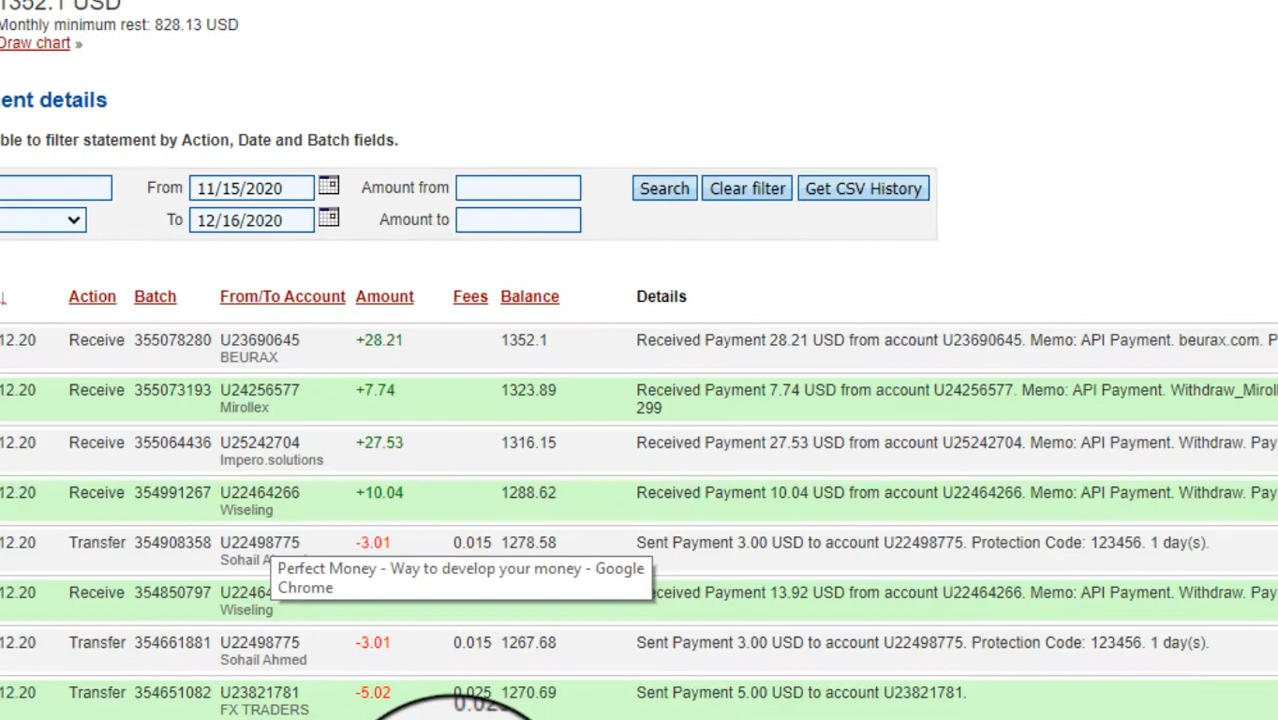 1352.1 USD
Monthly minimum rest: 828.13 USD
Draw chart »
ent details
ble to filter statement by Action, Date and Batch fields.
From 11/15/2020 Amount from Search Clear filter Get CSV History
To 12/16/2020 Amount to
Action Batch From/To Account Amount Fees Balance Details
12.20 Receive 355078280 U23690645 +28.21 1352.1 Received Payment 28.21 USD from account U23690645. Memo: API Payment. beurax.com. P
BEURAX
12.20 Receive 355073193 U24256577 +7.74 1323.89 Received Payment 7.74 USD from account U24256577. Memo: API Payment. Withdraw_Miroll
Mirollex 299
12.20 Receive 355064436 U25242704 +27.53 1316.15 Received Payment 27.53 USD from account U25242704. Memo: API Payment. Withdraw. Pay
Impero.solutions
12.20 Receive 354991267 U22464266 +10.04 1288.62 Received Payment 10.04 USD from account U22464266. Memo: API Payment. Withdraw. Pay
Wiseling
12.20 Transfer 354908358 U22498775 -3.01 0.015 1278.58 Sent Payment 3.00 USD to account U22498775. Protection Code: 123456. 1 day(s).
Sohail A
Perfect Money - Way to develop your money - Google
Chrome
12.20 Receive 354850797 U2246 eceived Payment 13.92 USD from account U22464266. Memo: API Payment. Withdraw. Pay
Wiseling
12.20 Transfer 354661881 U22498775 -3.01 0.015 1267.68 Sent Payment 3.00 USD to account U22498775. Protection Code: 123456. 1 day(s).
Sohail Ahmed
12.20 Transfer 354651082 U23821781 -5.02 0.025 1270.69 Sent Payment 5.00 USD to account U23821781.
FX TRADERS